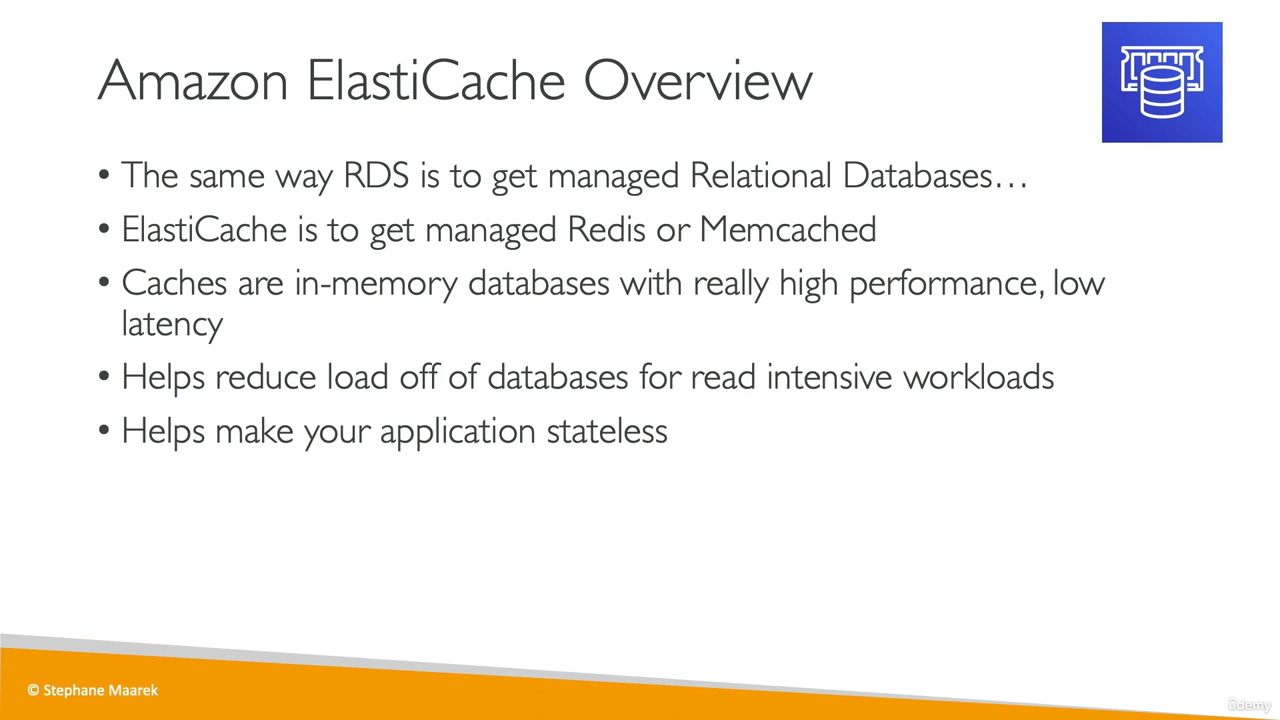 Amazon ElastiCache Overview
• The same way RDS is to get managed Relational Databases…
• ElastiCache is to get managed Redis or Memcached
• Caches are in-memory databases with really high performance, low
latency
• Helps reduce load off of databases for read intensive workloads
• Helps make your application stateless
© Stephane Maarek
ûdemy